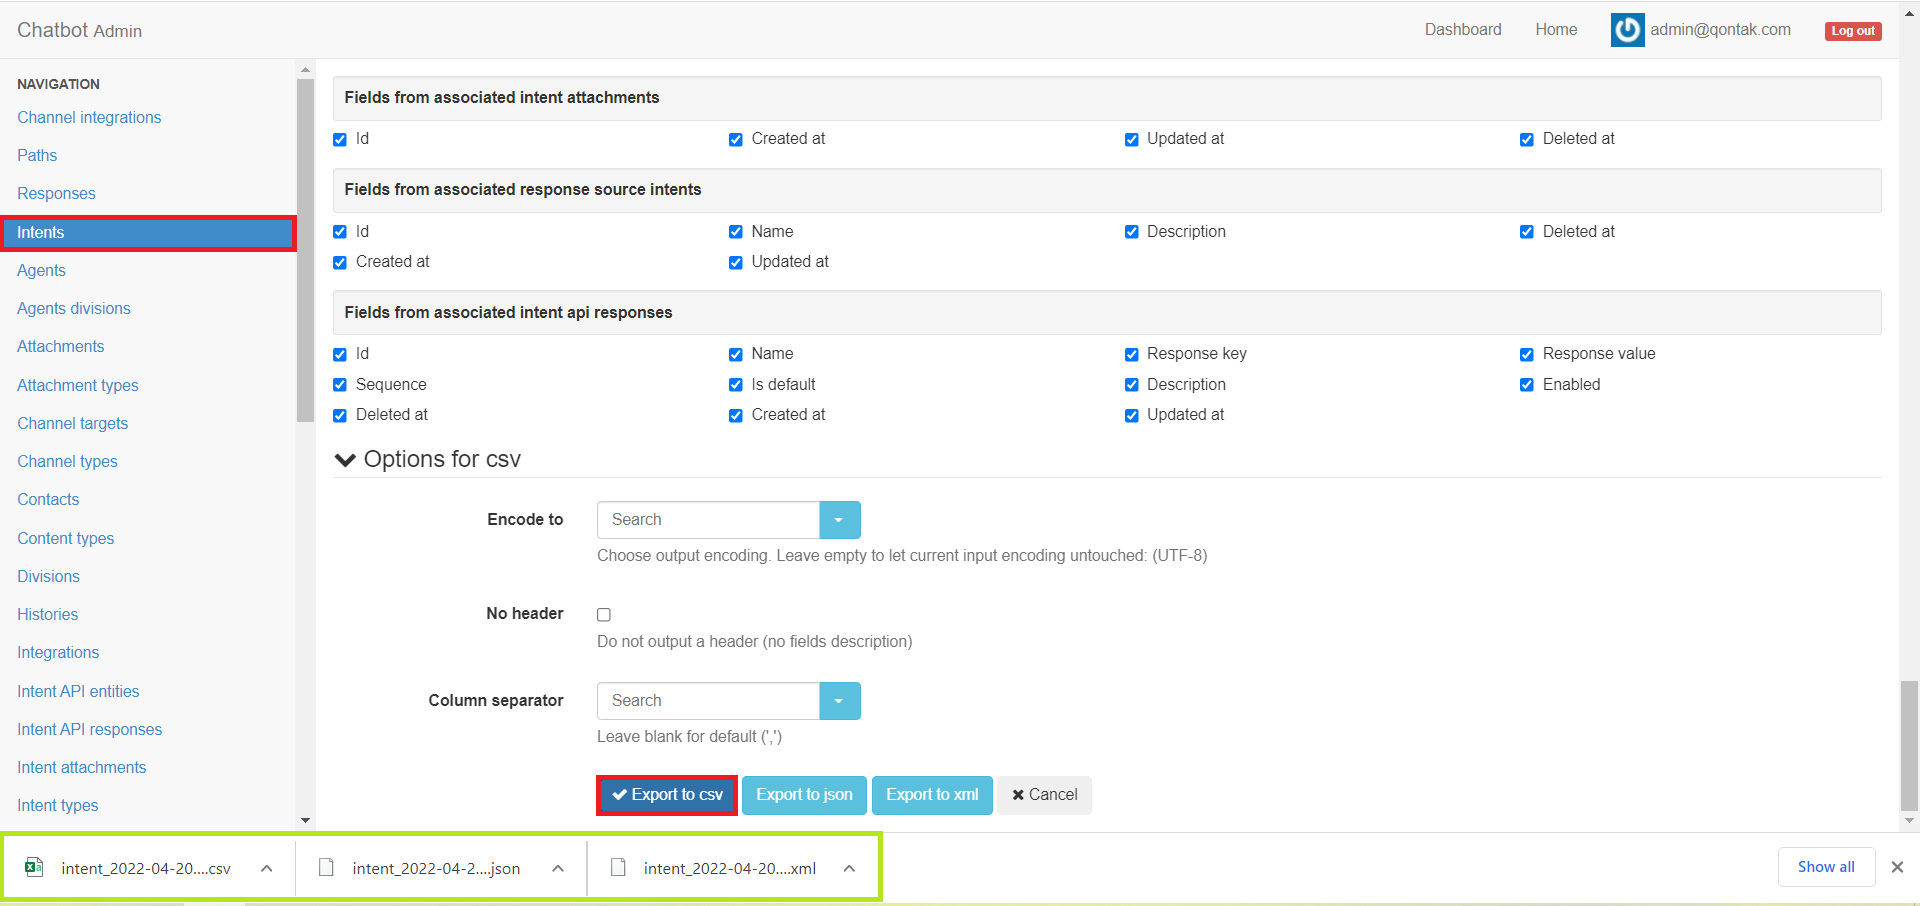 Chatbot Admin
Dashboard
Home
admin@qontak.com
Log out
NAVIGATION
Channel integrations
Paths
Responses
Intents
Agents
Agents divisions
Attachments
Attachment types
Channel targets
Channel types
Contacts
Content types
Divisions
Histories
Integrations
Intent API entities
Intent API responses
Intent attachments
Intent types
Fields from associated intent attachments
Id Created at Updated at Deleted at
Fields from associated response source intents
Id Name Description Deleted at
Created at Updated at
Fields from associated intent api responses
Id Name Response key Response value
Sequence Is default Description Enabled
Deleted at Created at Updated at
Options for csv
Encode to Search
Choose output encoding. Leave empty to let current input encoding untouched: (UTF-8)
No header
Do not output a header (no fields description)
Column separator Search
Leave blank for default (',')
Export to csv Export to json Export to xml Cancel
intent_2022-04-20....csv intent_2022-04-2....json intent_2022-04-20....xml Show all